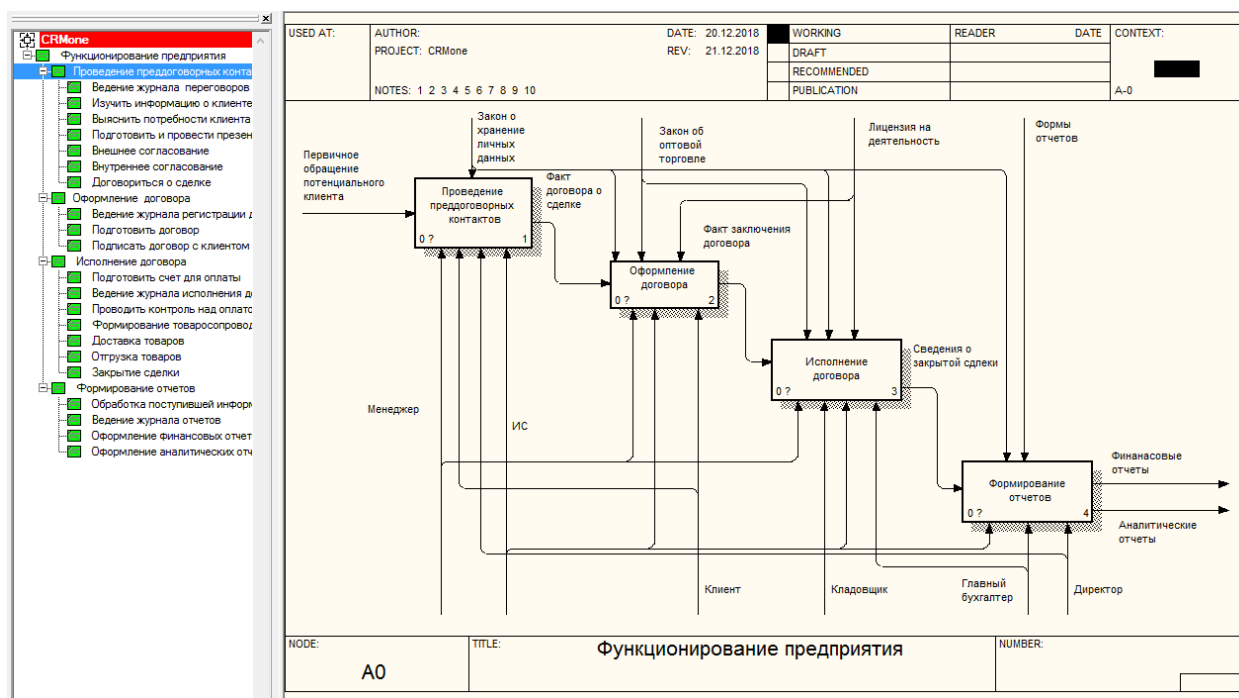 CRMone
Функционирование предприятия
Проведение преддоговорных конта
Ведение журнала переговоров
Изучить информацию о клиенте
Выяснить потребности клиента
Подготовить и провести презен
Внешнее согласование
Внутреннее согласование
Договориться о сделке
Оформление договора
Ведение журнала регистрации д
Подготовить договор
Подписать договор с клиентом
Исполнение договора
Подготовить счет для оплаты
Ведение журнала исполнения до
Проводить контроль над оплато
Формирование товаросопровод
Доставка товаров
Отгрузка товаров
Закрытие сделки
Формирование отчетов
Обработка поступившей информ
Ведение журнала отчетов
Оформление финансовых отчет
Оформление аналитических отч
USED AT:
AUTHOR:
DATE: 20.12.2018
WORKING
READER
DATE
CONTEXT:
PROJECT: CRMone
REV: 21.12.2018
DRAFT
RECOMMENDED
NOTES: 1 2 3 4 5 6 7 8 9 10
PUBLICATION
A-0
Закон о
хранение
личных
данных
Закон об
оптовой
торговле
Лицензия на
деятельность
Формы
отчетов
Первичное
обращение
потенциального
клиента
Проведение
преддоговорных
контактов
0 ?
1
Факт
договора о
сделке
Факт заключения
договора
Оформление
договора
0 ?
2
Исполнение
договора
0 ?
3
Сведения о
закрытой сдлеки
Менеджер
ИС
Формирование
отчетов
0 ?
4
Финанасовые
отчеты
Аналитические
отчеты
Клиент
Кладовщик
Главный
бухгалтер
Директор
NODE:
A0
TITLE:
Функционирование предприятия
NUMBER: